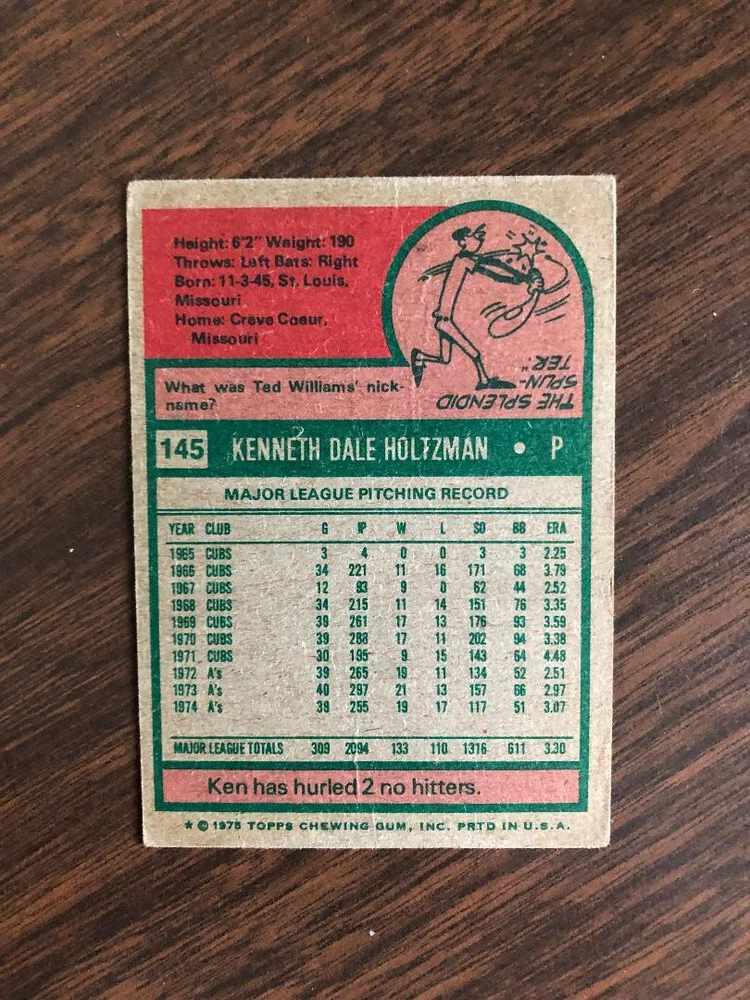 Height: 6'2" Weight: 190
Throws: Left Bats: Right
Born: 11-3-45, St. Louis,
Missouri
Home: Creve Coeur,
Missouri
What was Ted Williams' nick-
name?
THE SPLENDID
SPLIN-
TER."
145 KENNETH DALE HOLTZMAN • P
MAJOR LEAGUE PITCHING RECORD
YEAR CLUB G IP W L SO BB ERA
1965 CUBS 3 4 0 0 3 3 2.25
1966 CUBS 34 221 11 16 171 68 3.79
1967 CUBS 12 93 9 0 62 44 2.52
1968 CUBS 34 215 11 14 151 76 3.35
1969 CUBS 39 261 17 13 176 93 3.59
1970 CUBS 39 288 17 11 202 94 3.38
1971 CUBS 30 195 9 15 143 64 4.48
1972 A's 39 265 19 11 134 52 2.51
1973 A's 40 297 21 13 157 66 2.97
1974 A's 39 255 19 17 117 51 3.07
MAJOR LEAGUE TOTALS 309 2094 133 110 1316 611 3.30
Ken has hurled 2 no hitters.
★ © 1975 TOPPS CHEWING GUM, INC. PRTD IN U.S.A.